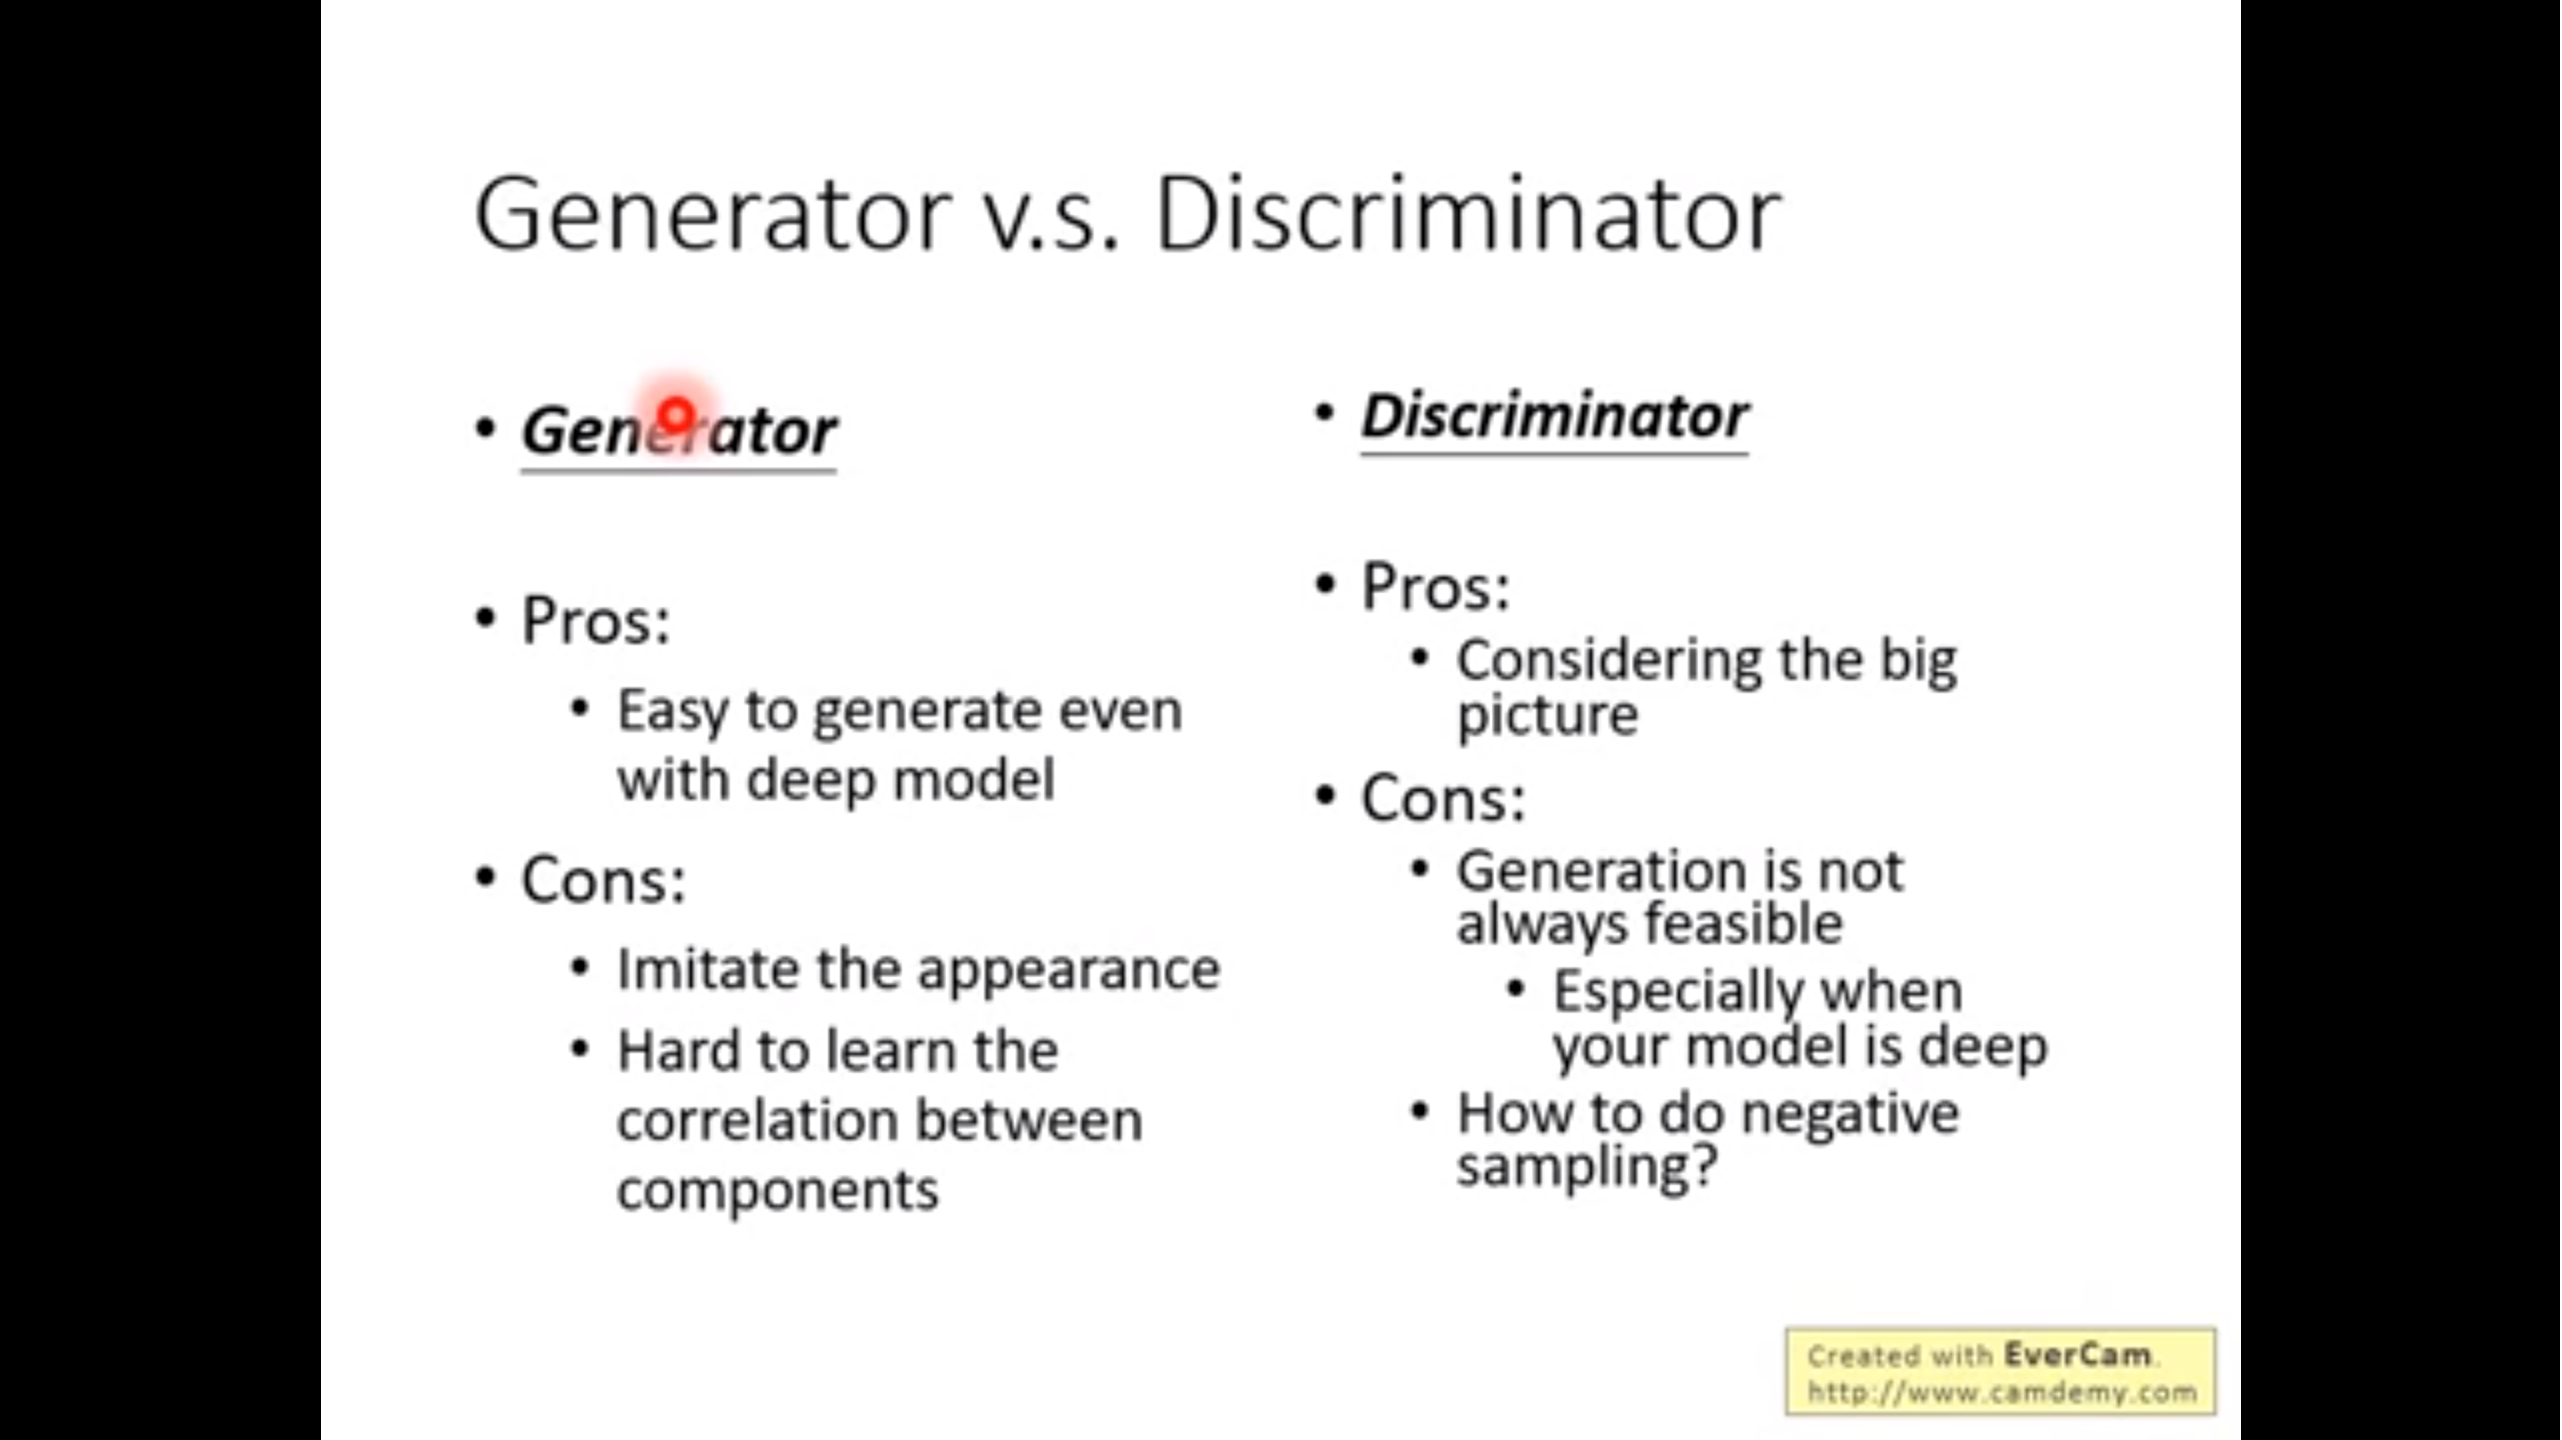 Generator v.s. Discriminator
• Generator
• Pros:
• Easy to generate even
with deep model
• Cons:
• Imitate the appearance
• Hard to learn the
correlation between
components
• Discriminator
• Pros:
• Considering the big
picture
• Cons:
• Generation is not
always feasible
• Especially when
your model is deep
• How to do negative
sampling?
Created with EverCam.
http://www.camdemy.com